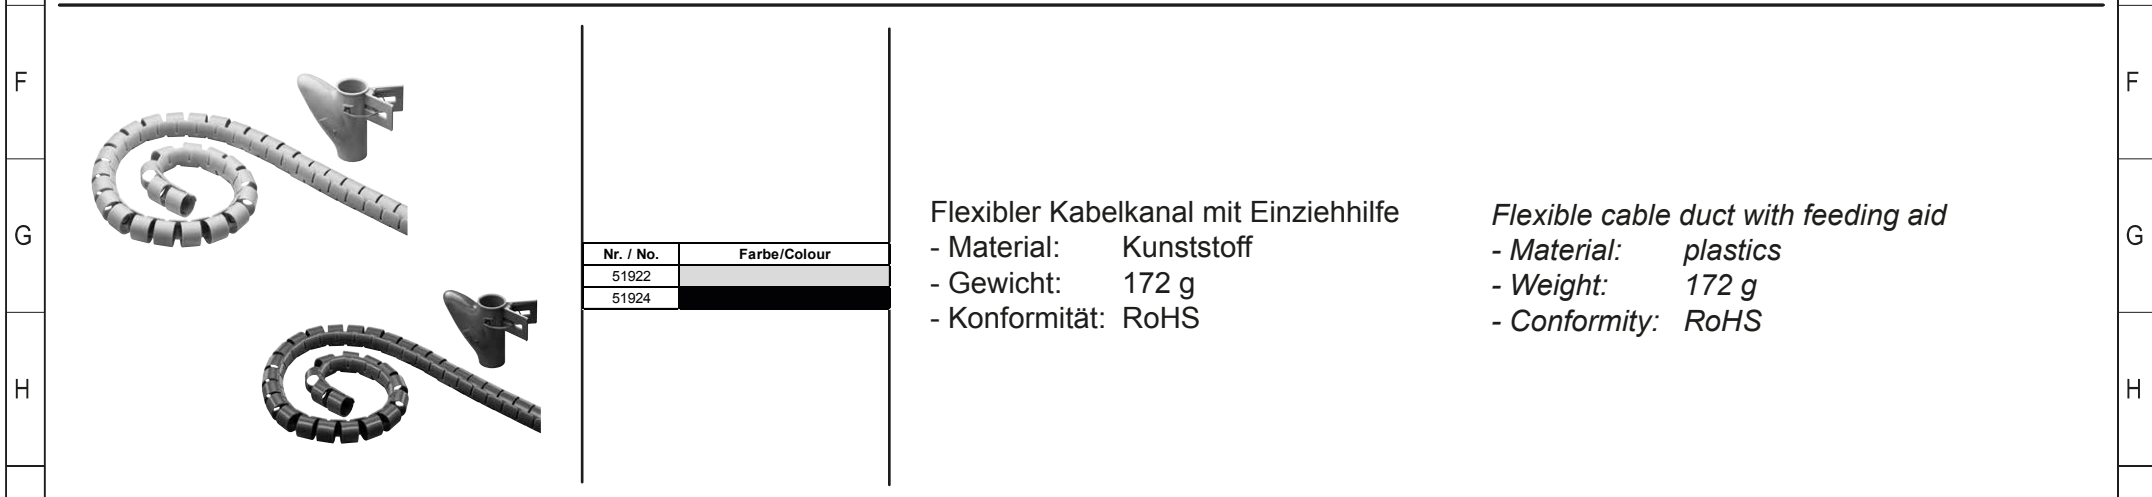 F
G
H
Nr. / No. Farbe/Colour
51922
51924
Flexibler Kabelkanal mit Einziehhilfe
- Material: Kunststoff
- Gewicht: 172 g
- Konformität: RoHS
Flexible cable duct with feeding aid
- Material: plastics
- Weight: 172 g
- Conformity: RoHS
F
G
H